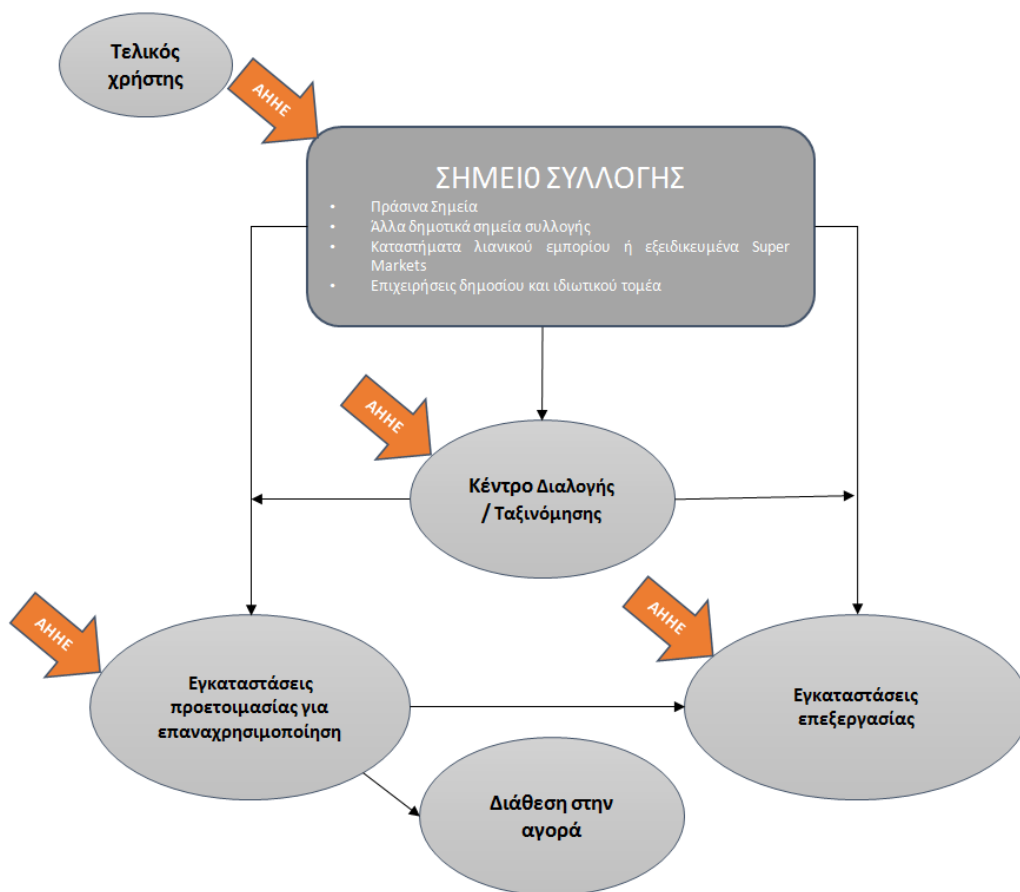 Τελικός
χρήστης
ΑΗΗΕ
ΣΗΜΕΙ0 ΣΥΛΛΟΓΗΣ
• Πράσινα Σημεία
• Άλλα δημοτικά σημεία συλλογής
• Καταστήματα λιανικού εμπορίου ή εξειδικευμένα Super
Markets
• Επιχειρήσεις δημοσίου και ιδιωτικού τομέα
ΑΗΗΕ
Κέντρο Διαλογής
/ Ταξινόμησης
ΑΗΗΕ
Εγκαταστάσεις
προετοιμασίας για
επαναχρησιμοποίηση
ΑΗΗΕ
Εγκαταστάσεις
επεξεργασίας
Διάθεση στην
αγορά